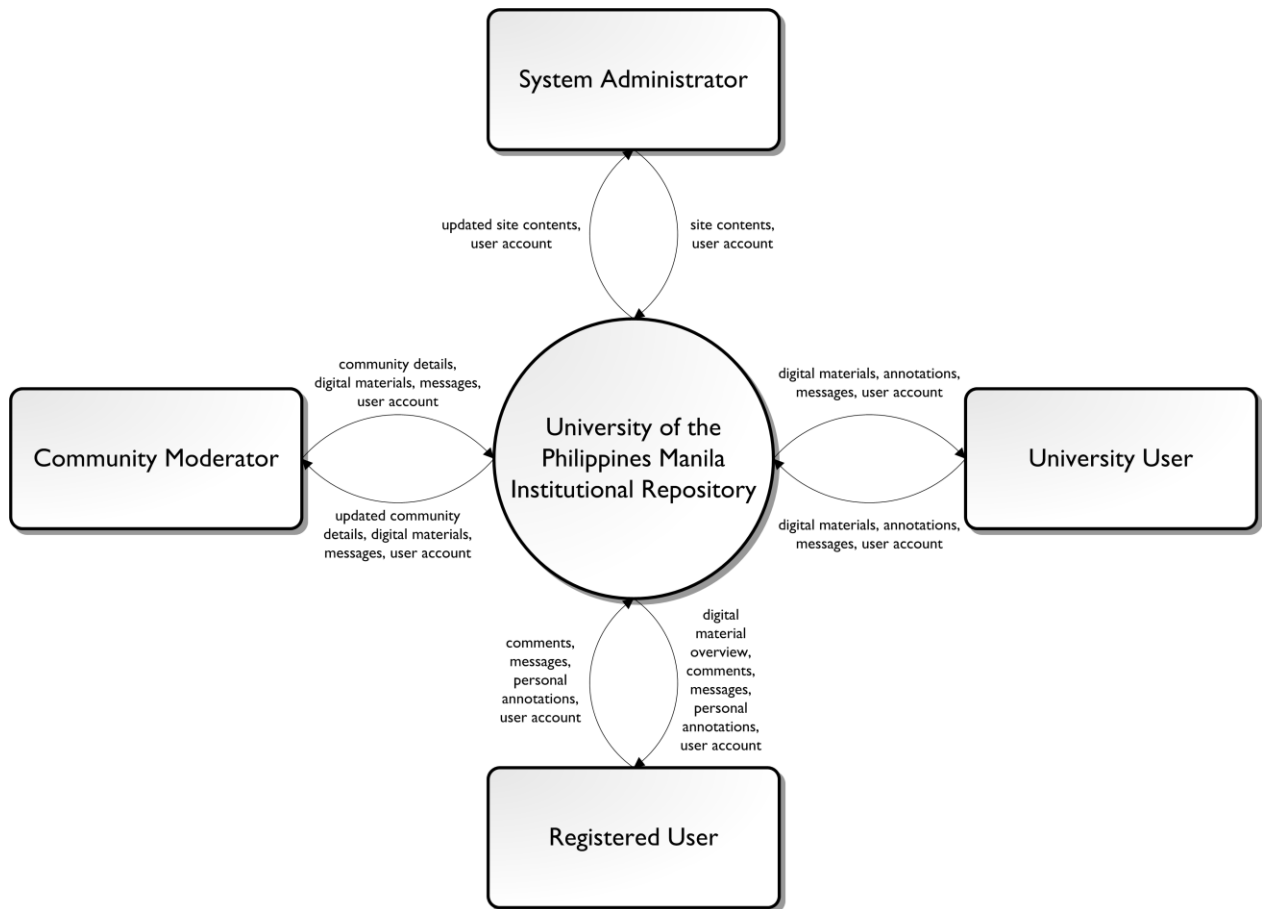 System Administrator
updated site contents,
user account
site contents,
user account
community details,
digital materials, messages,
user account
digital materials, annotations,
messages, user account
Community Moderator
University of the
Philippines Manila
Institutional Repository
University User
updated community
details, digital materials,
messages, user account
digital materials, annotations,
messages, user account
comments,
messages,
personal
annotations,
user account
digital
material
overview,
comments,
messages,
personal
annotations,
user account
Registered User